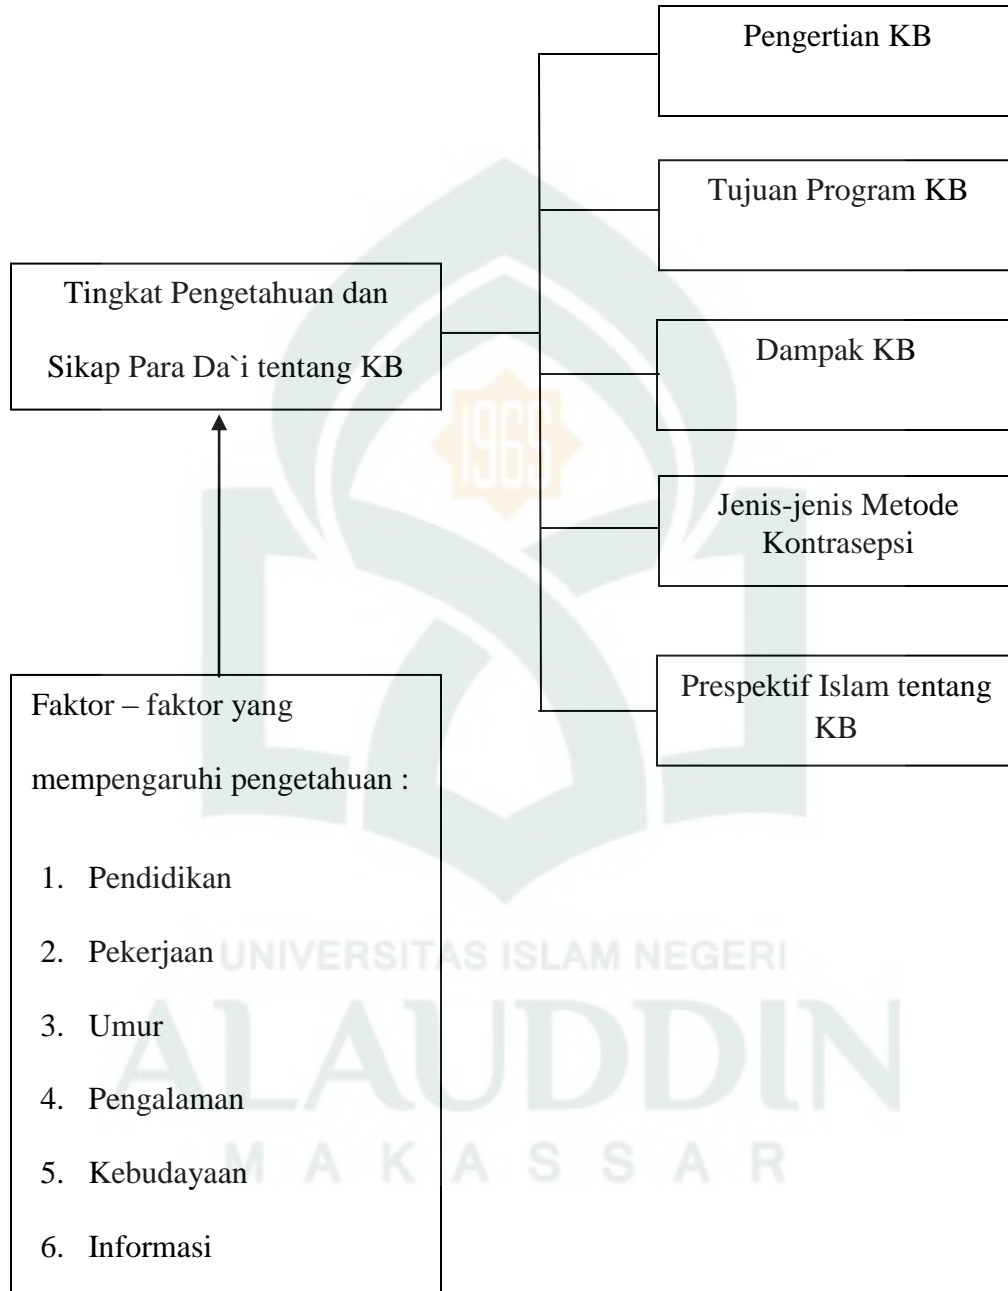 Pengertian KB
Tujuan Program KB
Tingkat Pengetahuan dan
Sikap Para Da`i tentang KB
Dampak KB
Jenis-jenis Metode
Kontrasepsi
Prespektif Islam tentang
KB
Faktor – faktor yang
mempengaruhi pengetahuan :
1. Pendidikan
2. Pekerjaan
3. Umur
4. Pengalaman
5. Kebudayaan
6. Informasi
1965
UNIVERSITAS ISLAM NEGERI
ALAUDDIN
MAKASSAR